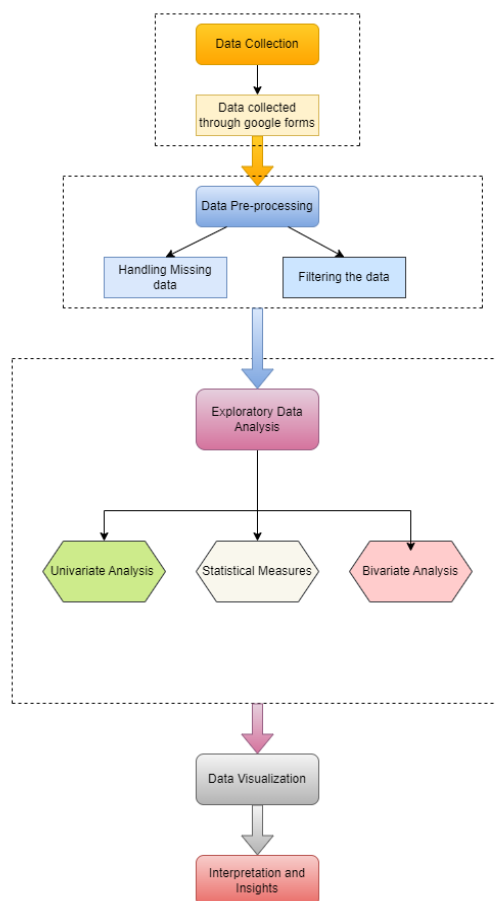 Data Collection
Data collected
through google forms
Data Pre-processing
Handling Missing
data
Filtering the data
Exploratory Data
Analysis
Univariate Analysis
Statistical Measures
Bivariate Analysis
Data Visualization
Interpretation and
Insights